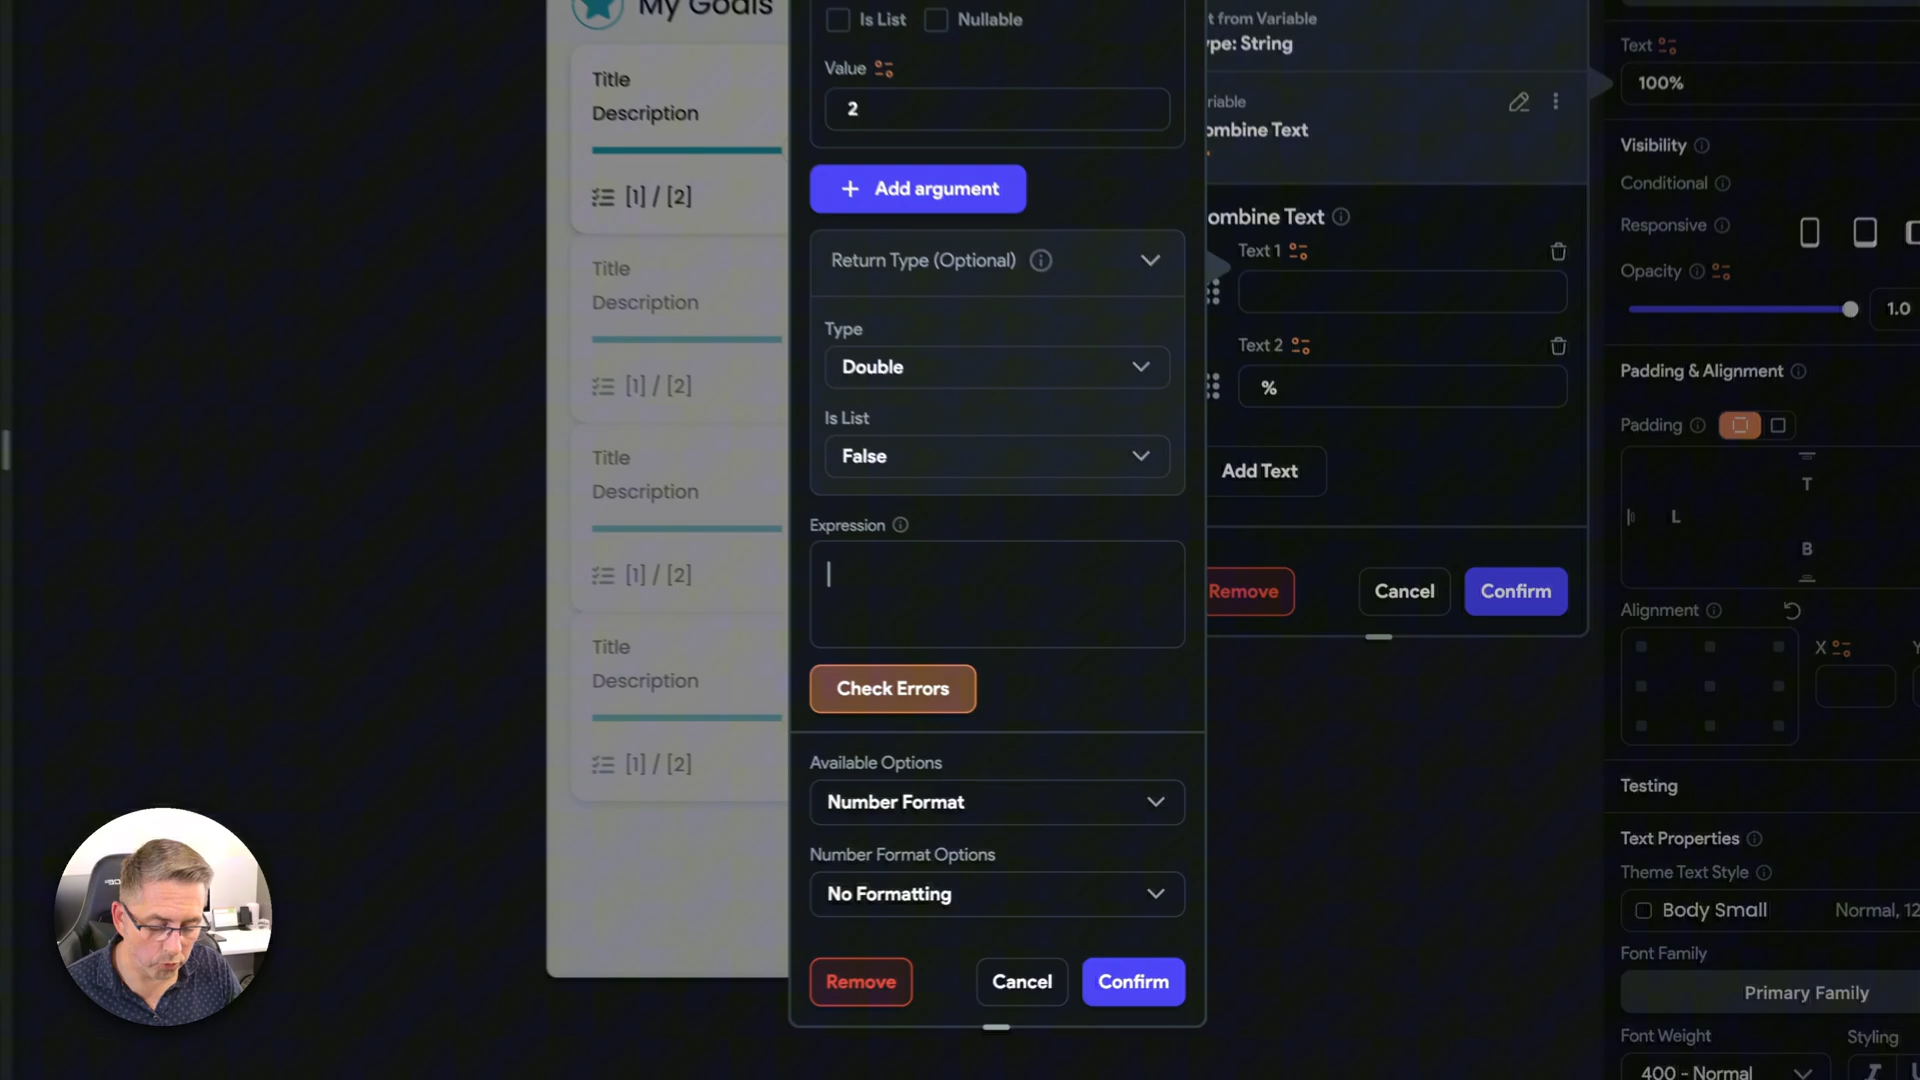 My Goals
Title
Description
[1] / [2]
Title
Description
[1] / [2]
Title
Description
[1] / [2]
Title
Description
[1] / [2]
Is List
Nullable
Value
2
+ Add argument
Return Type (Optional)
Type
Double
Is List
False
Expression
Check Errors
Available Options
Number Format
Number Format Options
No Formatting
Remove
Cancel
Confirm
t from Variable
ype: String
riable
ombine Text
ombine Text
Text 1
Text 2
%
Add Text
Remove
Cancel
Confirm
Text
100%
Visibility
Conditional
Responsive
Opacity
1.0
Padding & Alignment
Padding
T
L
B
Alignment
X
Y
Testing
Text Properties
Theme Text Style
Body Small
Normal, 12
Font Family
Primary Family
Font Weight
Styling
400 - Normal